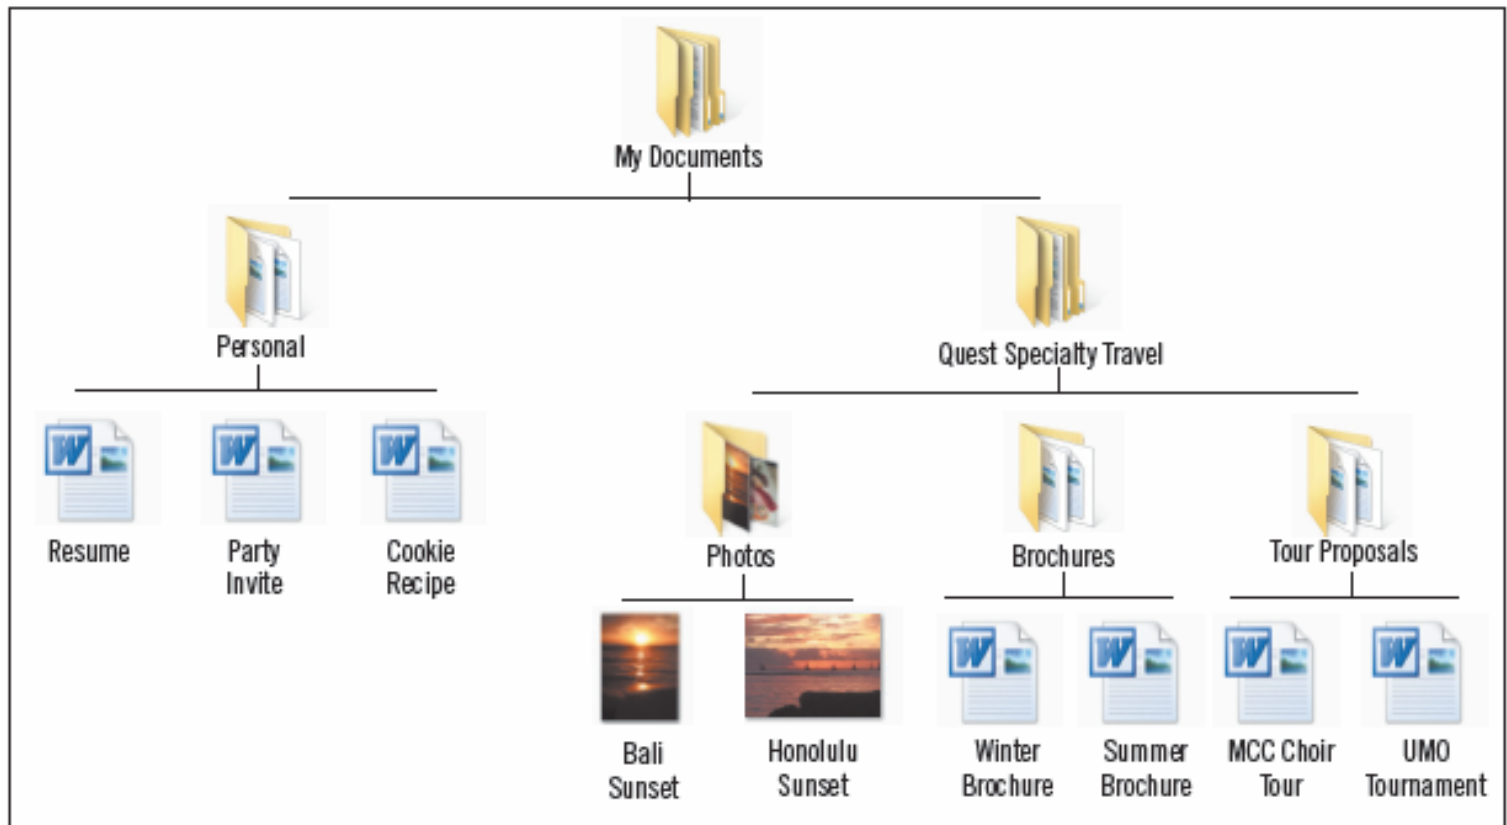 My Documents
Personal
Quest Specialty Travel
Resume
Party
Invite
Cookie
Recipe
Photos
Brochures
Tour Proposals
Bali
Sunset
Honolulu
Sunset
Winter
Brochure
Summer
Brochure
MCC Choir
Tour
UMO
Tournament